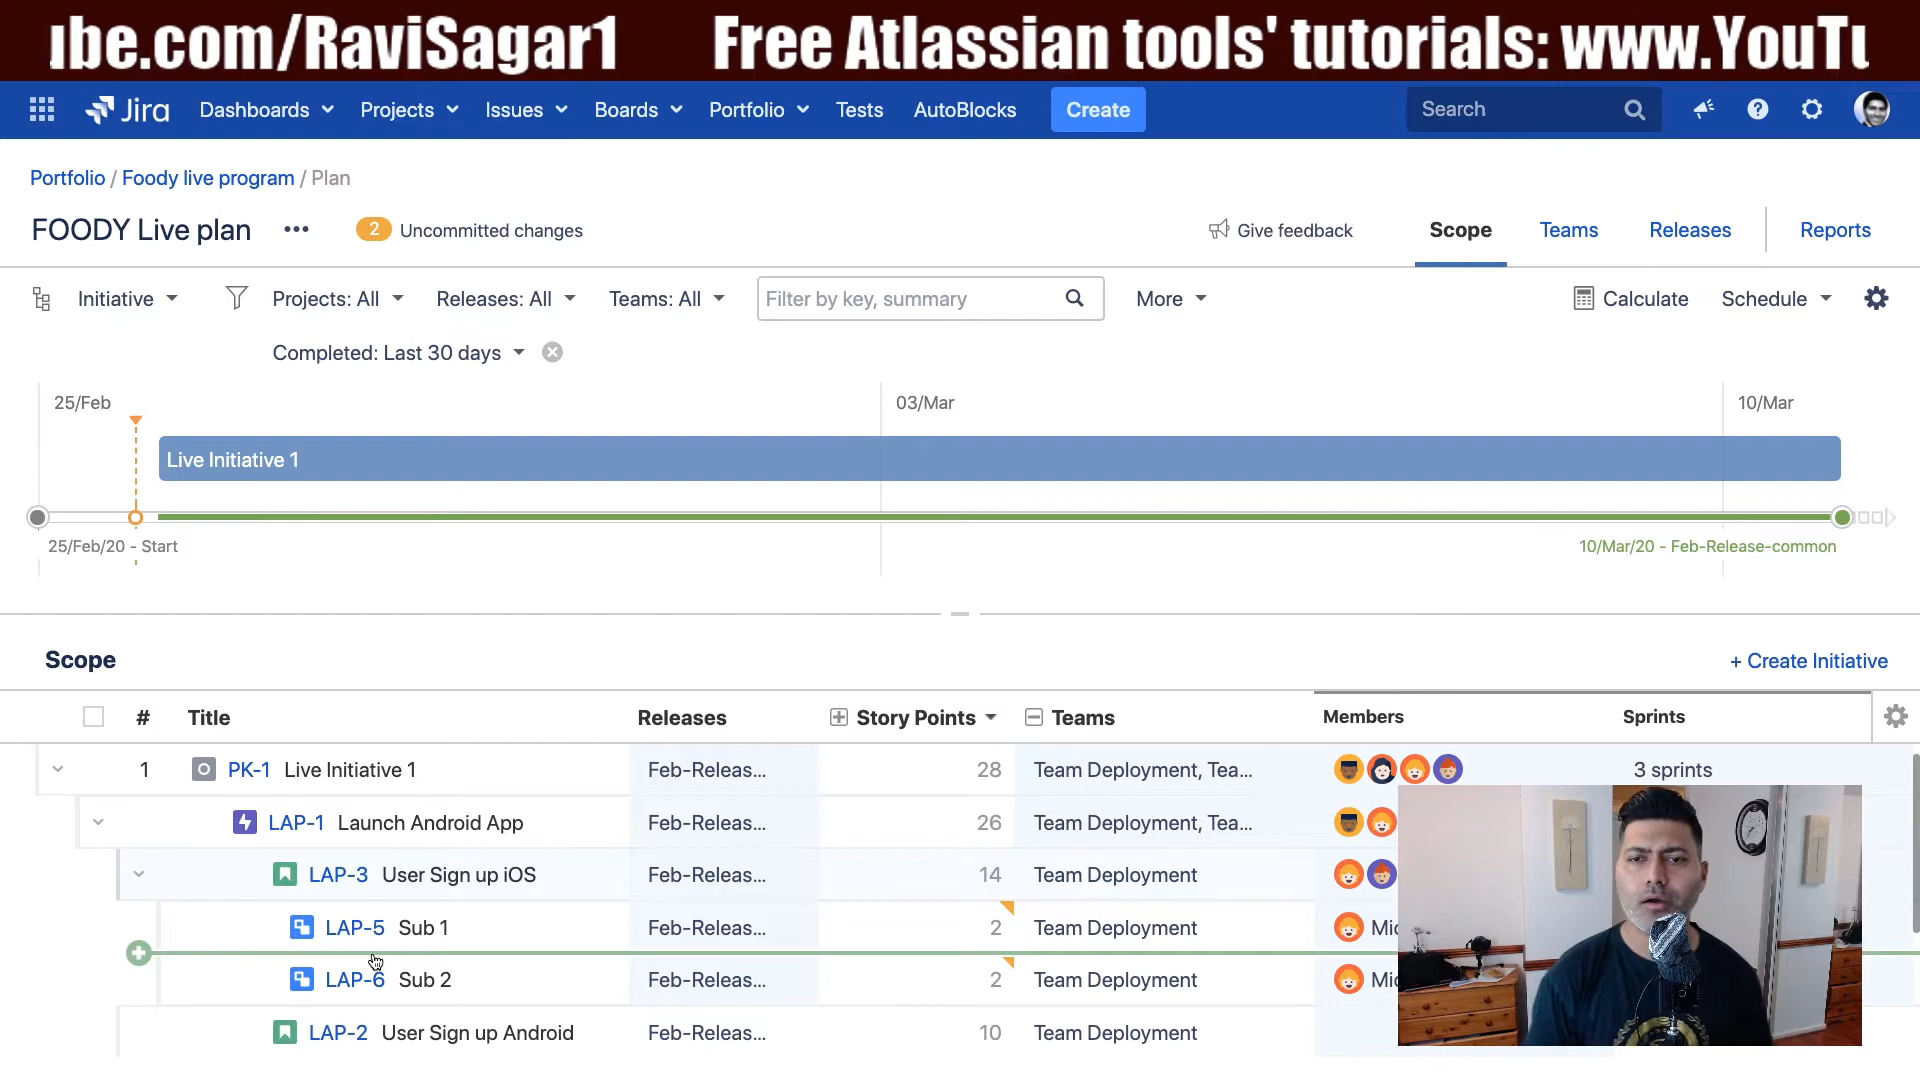 ıbe.com/RaviSagar1 Free Atlassian tools' tutorials: www.YouTu
Jira Dashboards Projects Issues Boards Portfolio Tests AutoBlocks Create Search
Portfolio / Foody live program / Plan
FOODY Live plan ••• 2 Uncommitted changes Give feedback Scope Teams Releases Reports
Initiative Projects: All Releases: All Teams: All Filter by key, summary More Calculate Schedule
Completed: Last 30 days
25/Feb 03/Mar 10/Mar
Live Initiative 1
25/Feb/20 - Start 10/Mar/20 - Feb-Release-common
Scope + Create Initiative
# Title Releases Story Points Teams Members Sprints
1 PK-1 Live Initiative 1 Feb-Releas... 28 Team Deployment, Tea... 3 sprints
LAP-1 Launch Android App Feb-Releas... 26 Team Deployment, Tea...
LAP-3 User Sign up iOS Feb-Releas... 14 Team Deployment
LAP-5 Sub 1 Feb-Releas... 2 Team Deployment Mic
LAP-6 Sub 2 Feb-Releas... 2 Team Deployment Mic
LAP-2 User Sign up Android Feb-Releas... 10 Team Deployment